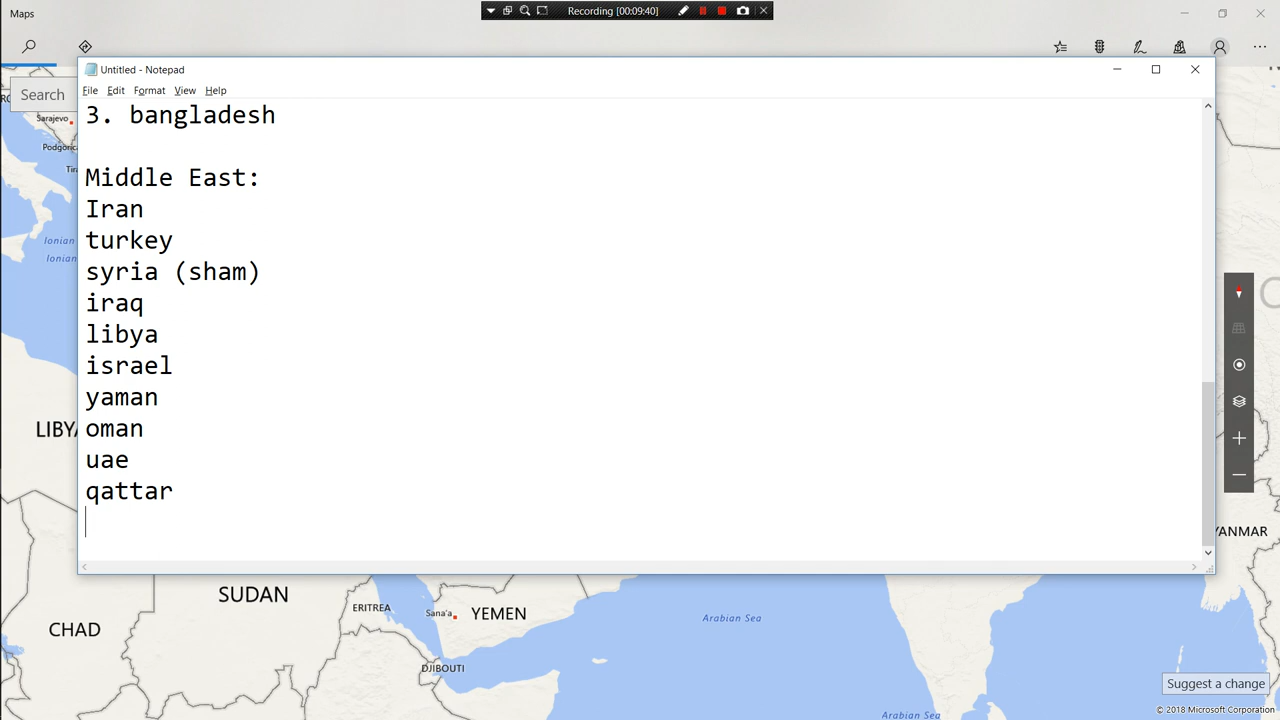 Maps
Recording [00:09:40]
Untitled - Notepad
File Edit Format View Help
Search
3. bangladesh
Middle East:
Iran
turkey
syria (sham)
iraq
libya
israel
yaman
oman
uae
qattar
Sarajevo
Podgoric
Tira
Ionian
Ionian
LIBYA
SUDAN
CHAD
ERITREA
Sana'a
YEMEN
DJIBOUTI
Arabian Sea
Arabian Sea
YANMAR
Suggest a change
© 2018 Microsoft Corporation